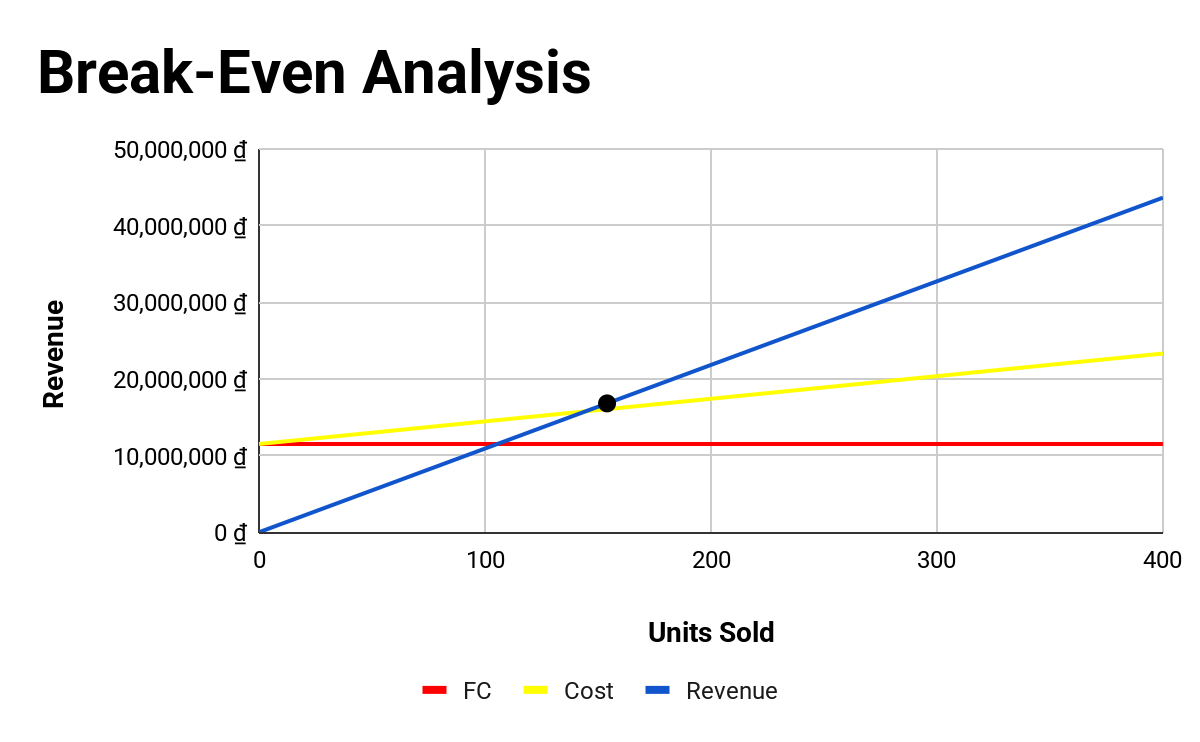 Break-Even Analysis
50,000,000 ₫
40,000,000 ₫
30,000,000 ₫
20,000,000 ₫
10,000,000 ₫
0 ₫
Revenue
0 100 200 300 400
Units Sold
FC Cost Revenue